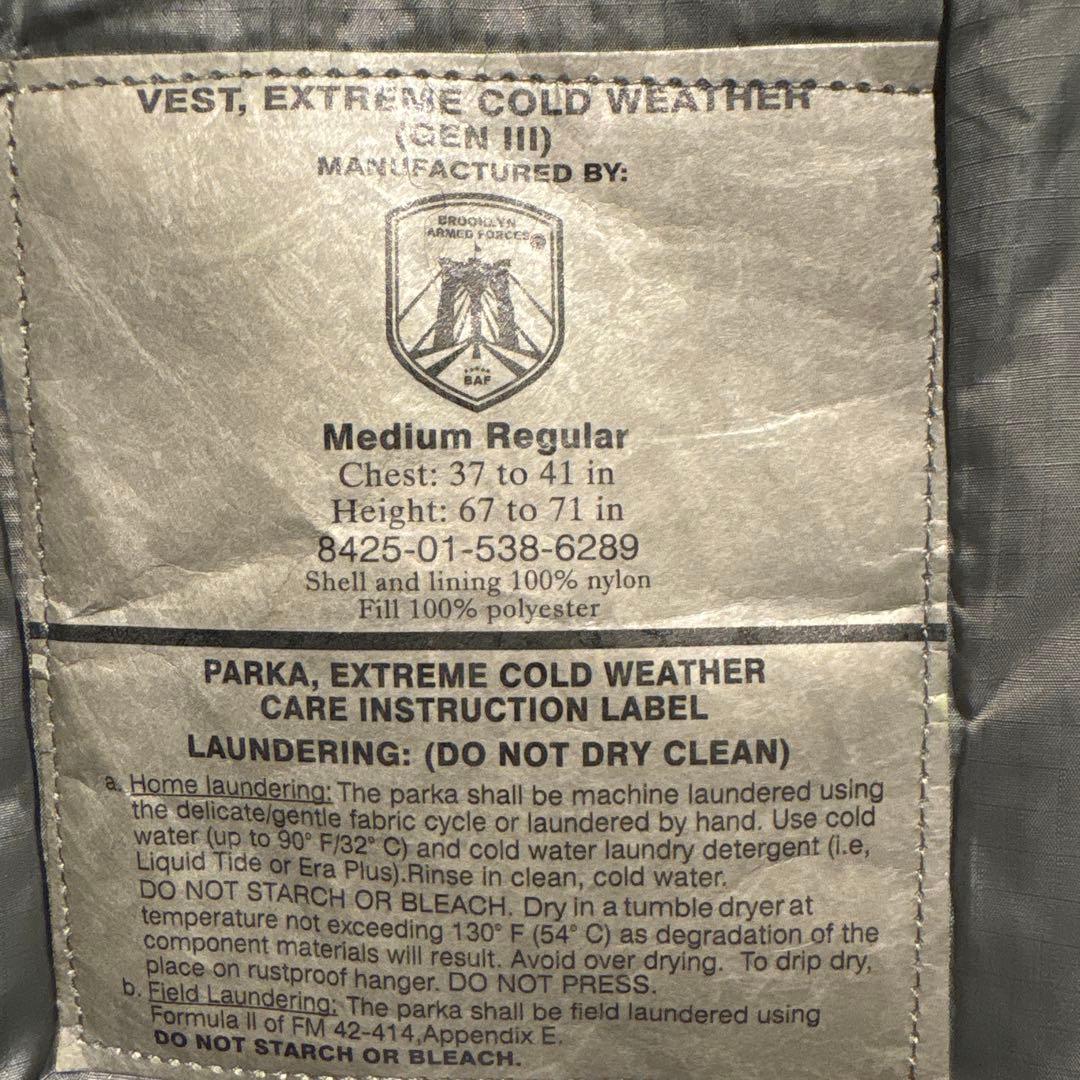 VEST, EXTREME COLD WEATHER
(GEN III)
MANUFACTURED BY:
BROOKLYN
ARMED FORCES
BAF
Medium Regular
Chest: 37 to 41 in
Height: 67 to 71 in
8425-01-538-6289
Shell and lining 100% nylon
Fill 100% polyester
PARKA, EXTREME COLD WEATHER
CARE INSTRUCTION LABEL
LAUNDERING: (DO NOT DRY CLEAN)
a. Home laundering: The parka shall be machine laundered using
the delicate/gentle fabric cycle or laundered by hand. Use cold
water (up to 90° F/32° C) and cold water laundry detergent (i.e,
Liquid Tide or Era Plus).Rinse in clean, cold water.
DO NOT STARCH OR BLEACH. Dry in a tumble dryer at
temperature not exceeding 130° F (54° C) as degradation of the
component materials will result. Avoid over drying. To drip dry,
place on rustproof hanger. DO NOT PRESS.
b. Field Laundering: The parka shall be field laundered using
Formula II of FM 42-414,Appendix E.
DO NOT STARCH OR BLEACH.